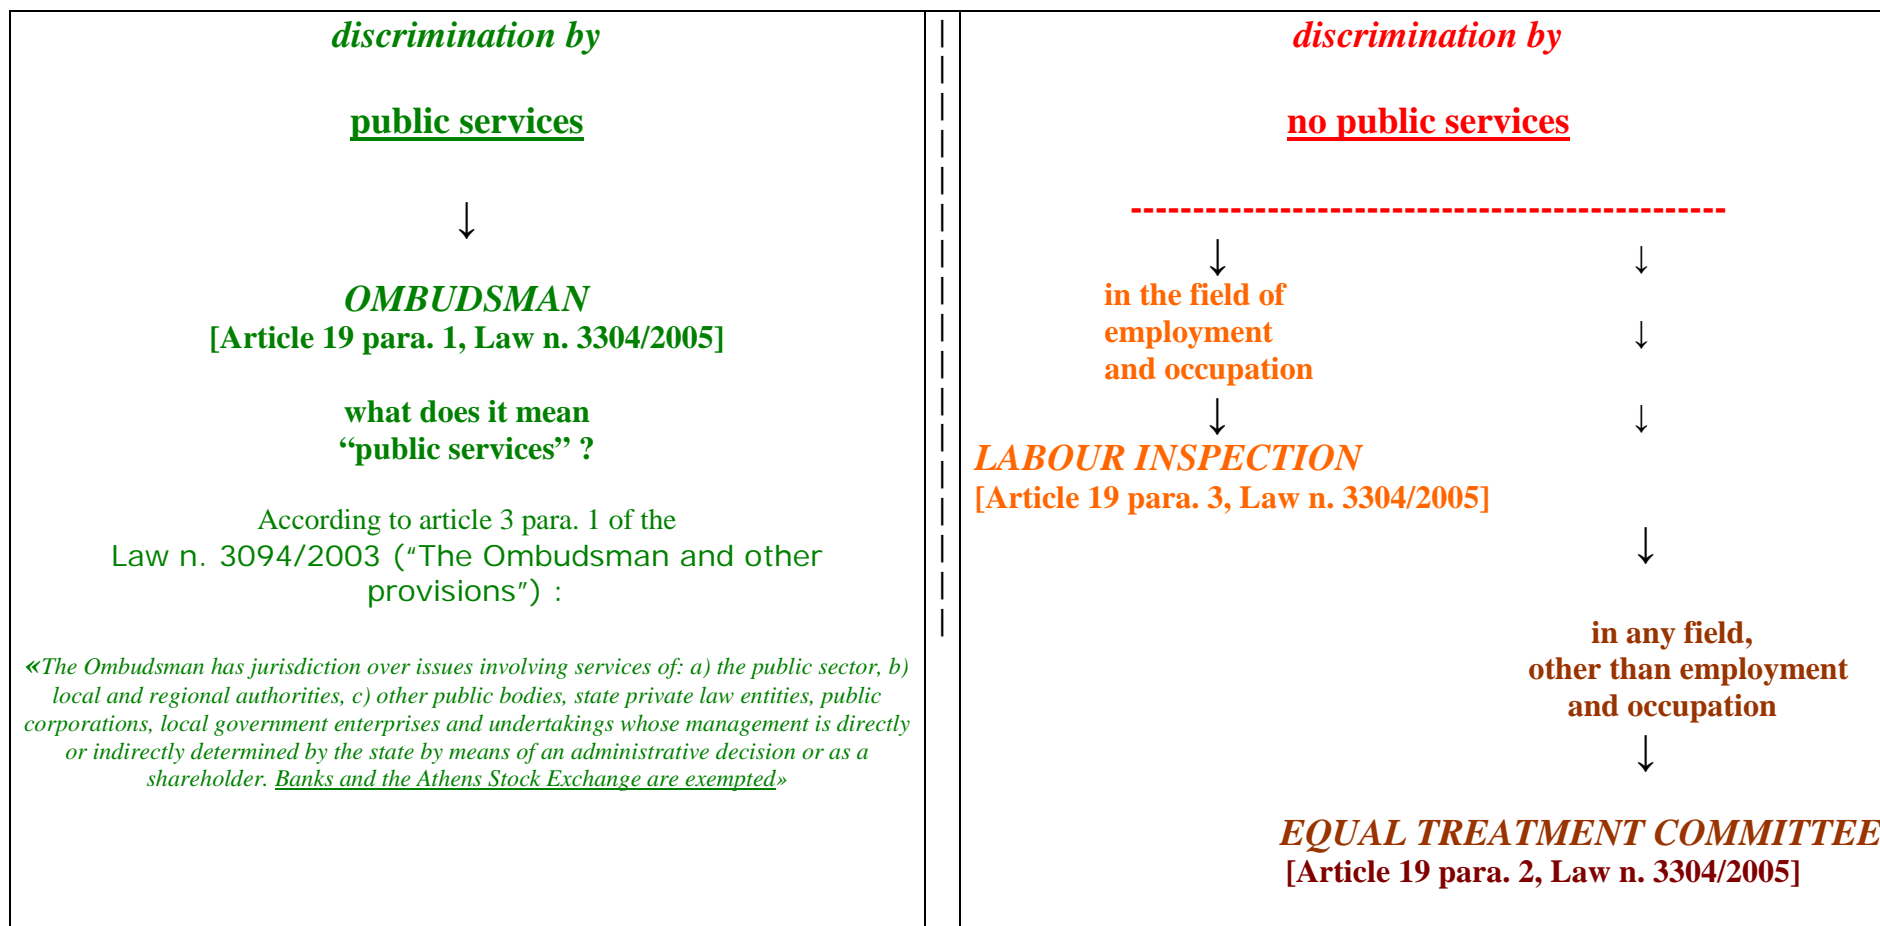 discrimination by
public services
↓
OMBUDSMAN
[Article 19 para. 1, Law n. 3304/2005]
what does it mean
“public services” ?
According to article 3 para. 1 of the
Law n. 3094/2003 (“The Ombudsman and other
provisions”) :
«The Ombudsman has jurisdiction over issues involving services of: a) the public sector, b)
local and regional authorities, c) other public bodies, state private law entities, public
corporations, local government enterprises and undertakings whose management is directly
or indirectly determined by the state by means of an administrative decision or as a
shareholder. Banks and the Athens Stock Exchange are exempted»
discrimination by
no public services
------------------------------------------------
↓
in the field of
employment
and occupation
↓
LABOUR INSPECTION
[Article 19 para. 3, Law n. 3304/2005]
↓
↓
↓
↓
in any field,
other than employment
and occupation
↓
EQUAL TREATMENT COMMITTEE
[Article 19 para. 2, Law n. 3304/2005]